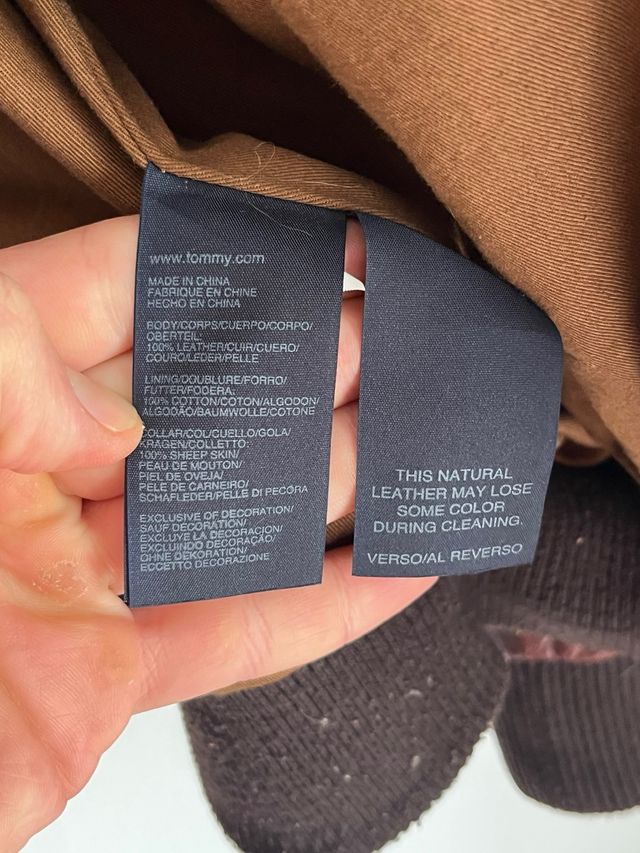 www.tommy.com
MADE IN CHINA
FABRIQUE EN CHINE
HECHO EN CHINA
BODY/CORPS/CUERPO/CORPO/
OBERTEIL
100% LEATHER/CUIR/CUERO/
COURO/LEDER/PELLE
LINING/DOUBLURE/FORRO/
FUTTER/FODERA:
100% COTTON/COTON/ALGODON/
ALGODÃO/BAUMWOLLE/COTONE
COLLAR/COL/CUELLO/GOLA/
KRAGEN/COLLETTO:
100% SHEEP SKIN/
PEAU DE MOUTON/
PIEL DE OVEJA/
PELE DE CARNEIRO/
SCHAFLEDER/PELLE DI PECORA
EXCLUSIVE OF DECORATION/
SAUF DECORATION/
EXCLUYE LA DECORACION/
EXCLUINDO DECORAÇÃO/
OHNE DEKORATION/
ECCETTO DECORAZIONE
THIS NATURAL
LEATHER MAY LOSE
SOME COLOR
DURING CLEANING.
VERSO/AL REVERSO